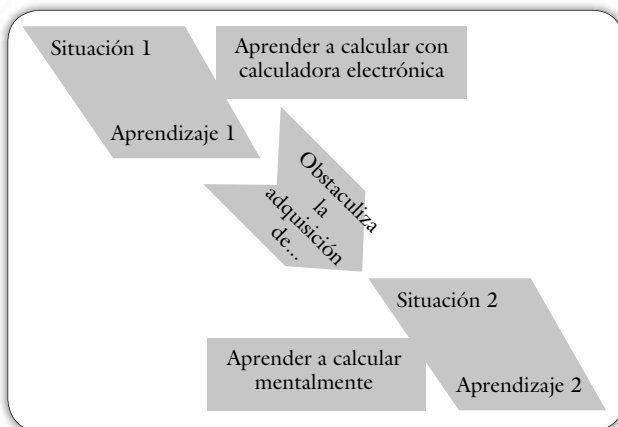 Situación 1
Aprendizaje 1
Aprender a calcular con
calculadora electrónica
Obstaculiza
la
adquisición
de...
Situación 2
Aprendizaje 2
Aprender a calcular
mentalmente